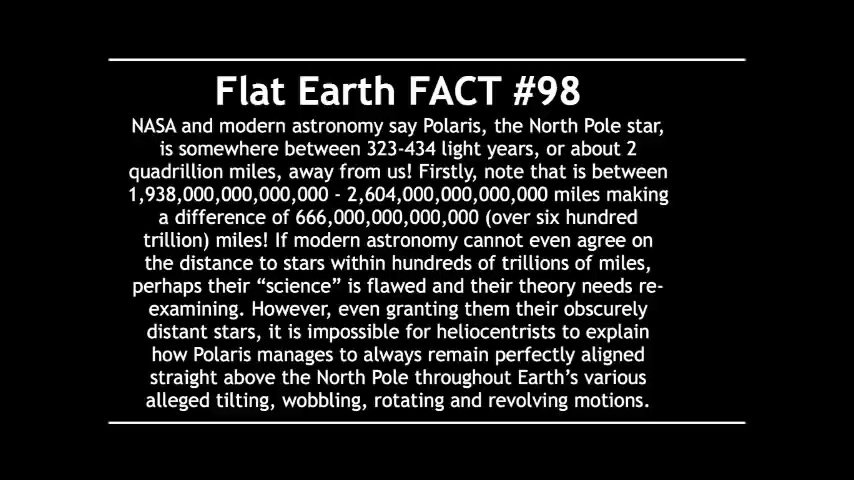 Flat Earth FACT #98
NASA and modern astronomy say Polaris, the North Pole star,
is somewhere between 323-434 light years, or about 2
quadrillion miles, away from us! Firstly, note that is between
1,938,000,000,000,000 - 2,604,000,000,000,000 miles making
a difference of 666,000,000,000,000 (over six hundred
trillion) miles! If modern astronomy cannot even agree on
the distance to stars within hundreds of trillions of miles,
perhaps their “science” is flawed and their theory needs re-
examining. However, even granting them their obscurely
distant stars, it is impossible for heliocentrists to explain
how Polaris manages to always remain perfectly aligned
straight above the North Pole throughout Earth’s various
alleged tilting, wobbling, rotating and revolving motions.